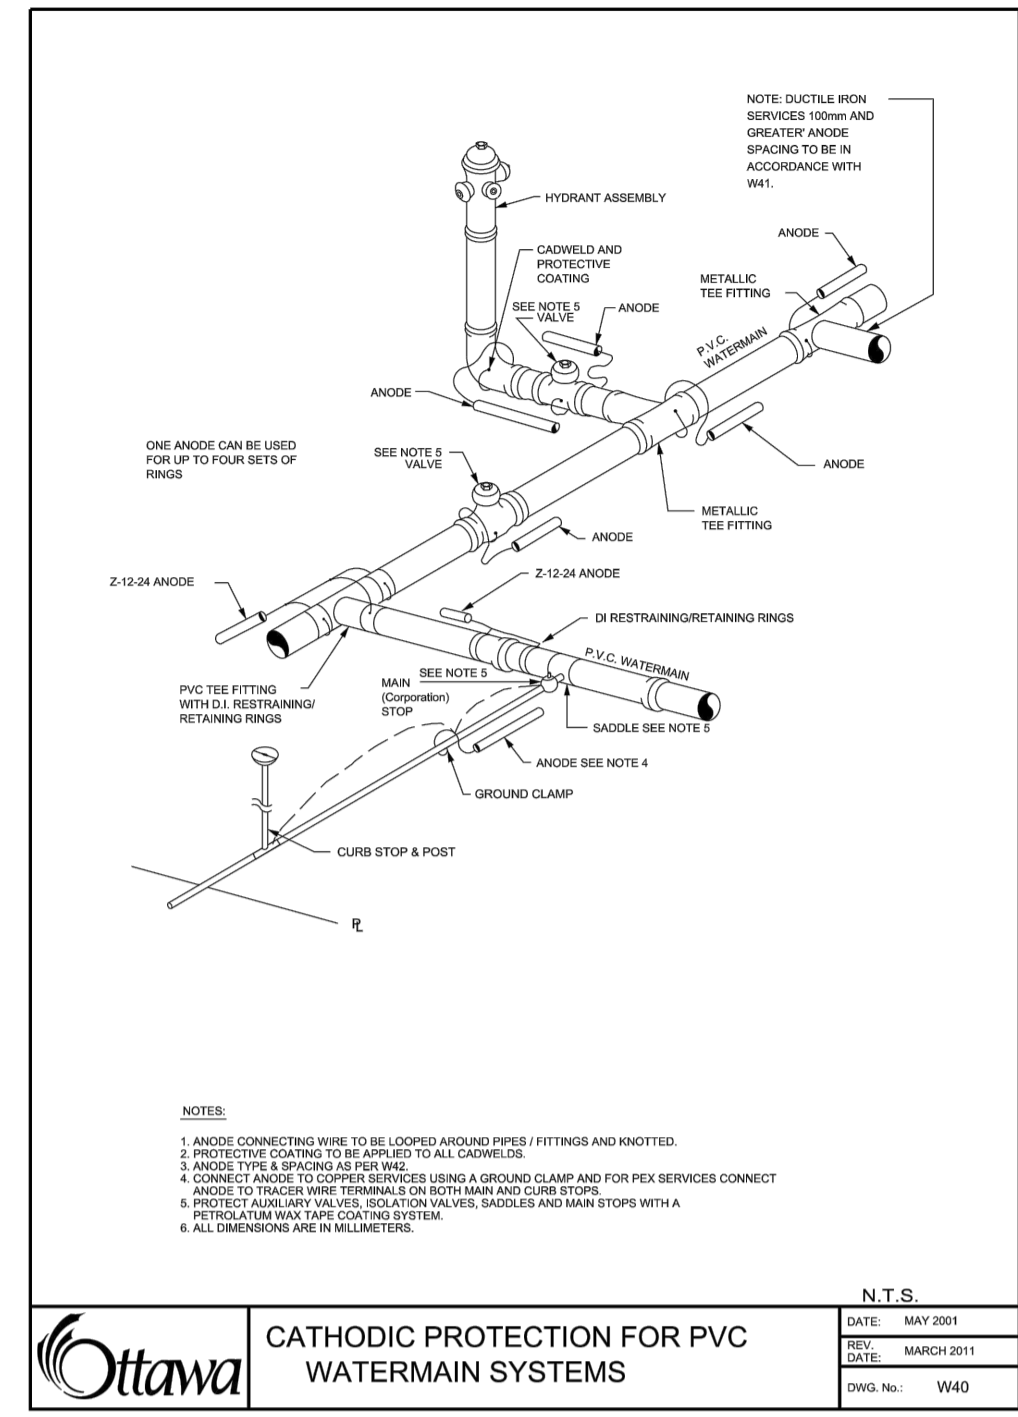 NOTE: DUCTILE IRON
SERVICES 100mm AND
GREATER' ANODE
SPACING TO BE IN
ACCORDANCE WITH
W41.
HYDRANT ASSEMBLY
ANODE
CADWELD AND
PROTECTIVE
COATING
METALLIC
TEE FITTING
SEE NOTE 5
VALVE
ANODE
P.V.C.
WATERMAIN
ANODE
ONE ANODE CAN BE USED
FOR UP TO FOUR SETS OF
RINGS
SEE NOTE 5
VALVE
ANODE
METALLIC
TEE FITTING
ANODE
Z-12-24 ANODE
Z-12-24 ANODE
DI RESTRAINING/RETAINING RINGS
P.V.C. WATERMAIN
SEE NOTE 5
MAIN
(Corporation)
STOP
PVC TEE FITTING
WITH D.I. RESTRAINING/
RETAINING RINGS
SADDLE SEE NOTE 5
ANODE SEE NOTE 4
GROUND CLAMP
CURB STOP & POST
PL
NOTES:
1. ANODE CONNECTING WIRE TO BE LOOPED AROUND PIPES / FITTINGS AND KNOTTED.
2. PROTECTIVE COATING TO BE APPLIED TO ALL CADWELDS.
3. ANODE TYPE & SPACING AS PER W42.
4. CONNECT ANODE TO COPPER SERVICES USING A GROUND CLAMP AND FOR PEX SERVICES CONNECT
ANODE TO TRACER WIRE TERMINALS ON BOTH MAIN AND CURB STOPS.
5. PROTECT AUXILIARY VALVES, ISOLATION VALVES, SADDLES AND MAIN STOPS WITH A
PETROLATUM WAX TAPE COATING SYSTEM.
6. ALL DIMENSIONS ARE IN MILLIMETERS.
N.T.S.
Ottawa
CATHODIC PROTECTION FOR PVC
WATERMAIN SYSTEMS
DATE: MAY 2001
REV.
DATE: MARCH 2011
DWG. No.: W40